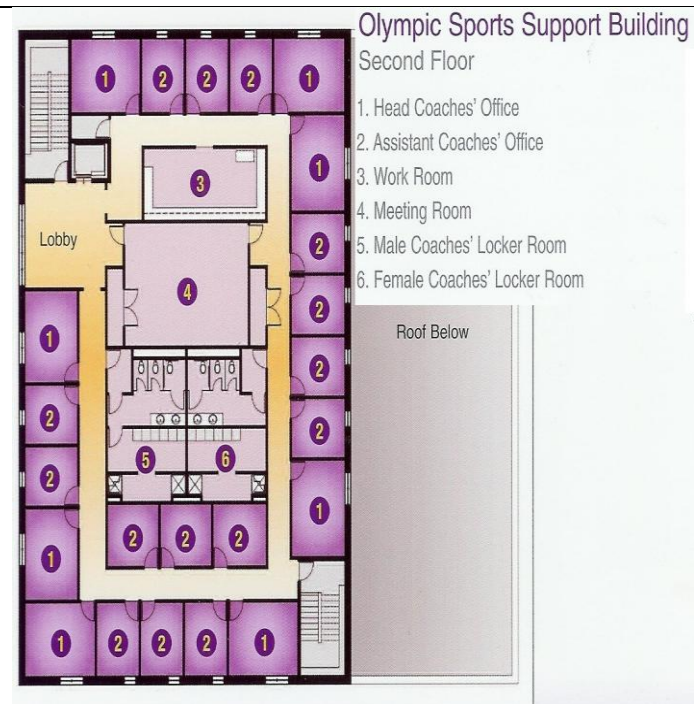 Olympic Sports Support Building
Second Floor
1. Head Coaches' Office
2. Assistant Coaches' Office
3. Work Room
4. Meeting Room
5. Male Coaches' Locker Room
6. Female Coaches' Locker Room
1 2 2 2 1
1
3
Lobby
2
4
2
Roof Below
1
2
2
2
5 6
2
1
2 2 2
1
1 2 2 2 1